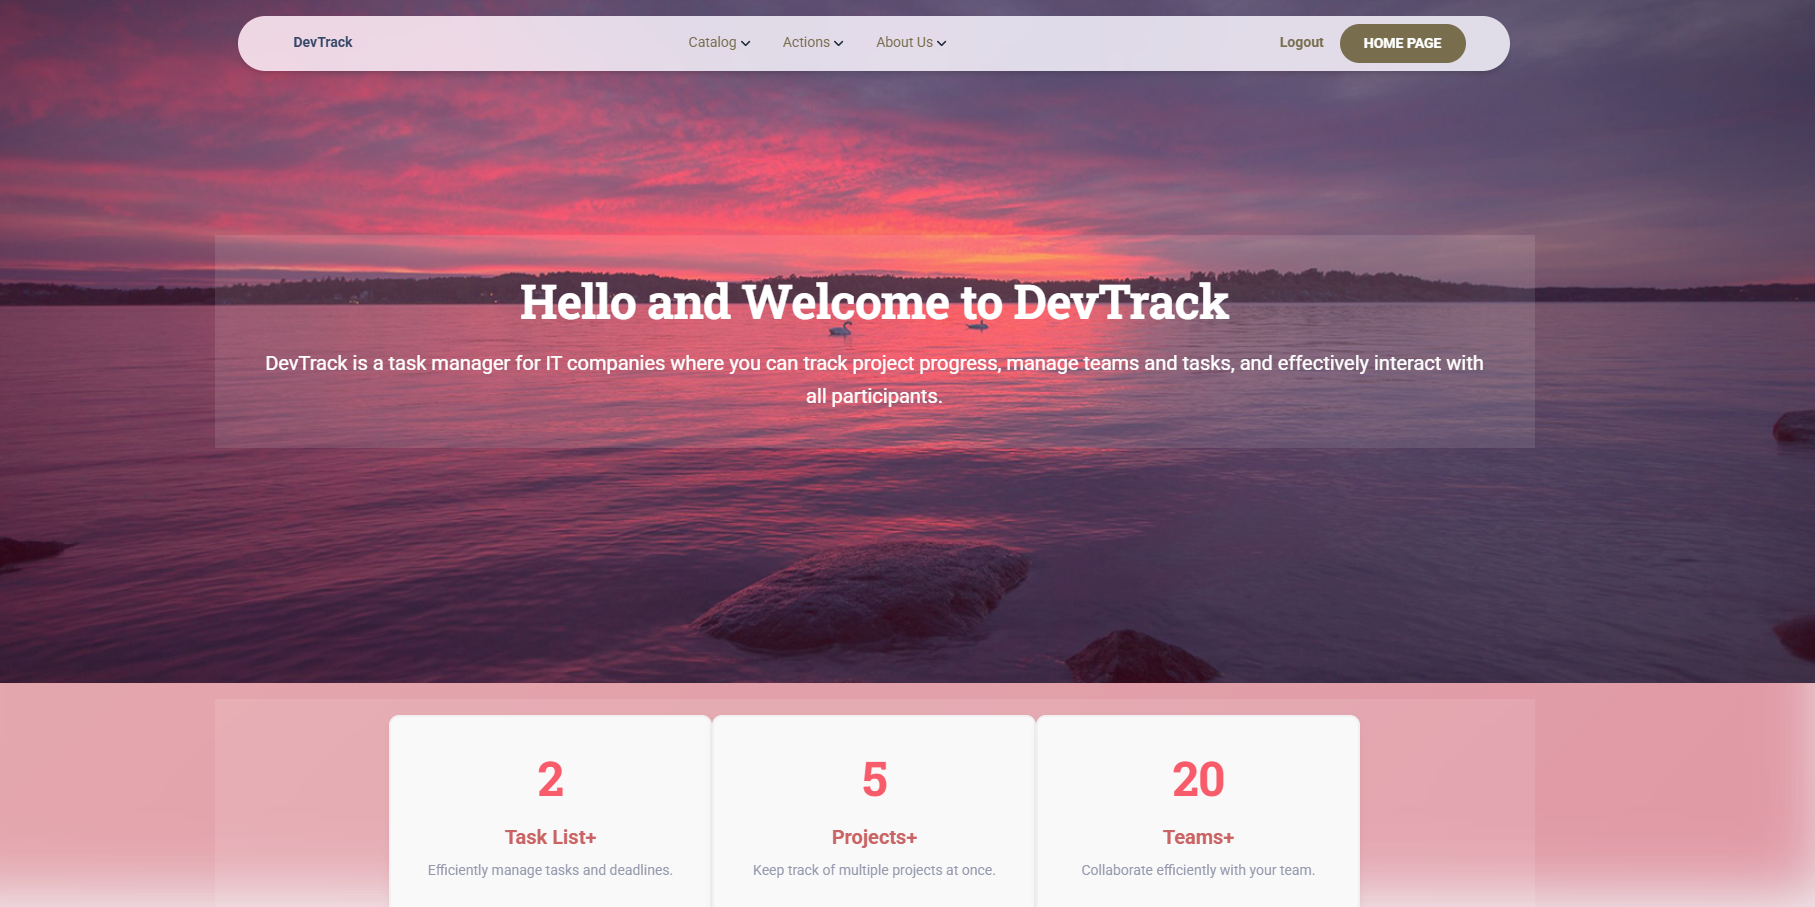 DevTrack
Catalog
Actions
About Us
Logout
HOME PAGE
Hello and Welcome to DevTrack
DevTrack is a task manager for IT companies where you can track project progress, manage teams and tasks, and effectively interact with
all participants.
2
Task List+
Efficiently manage tasks and deadlines.
5
Projects+
Keep track of multiple projects at once.
20
Teams+
Collaborate efficiently with your team.